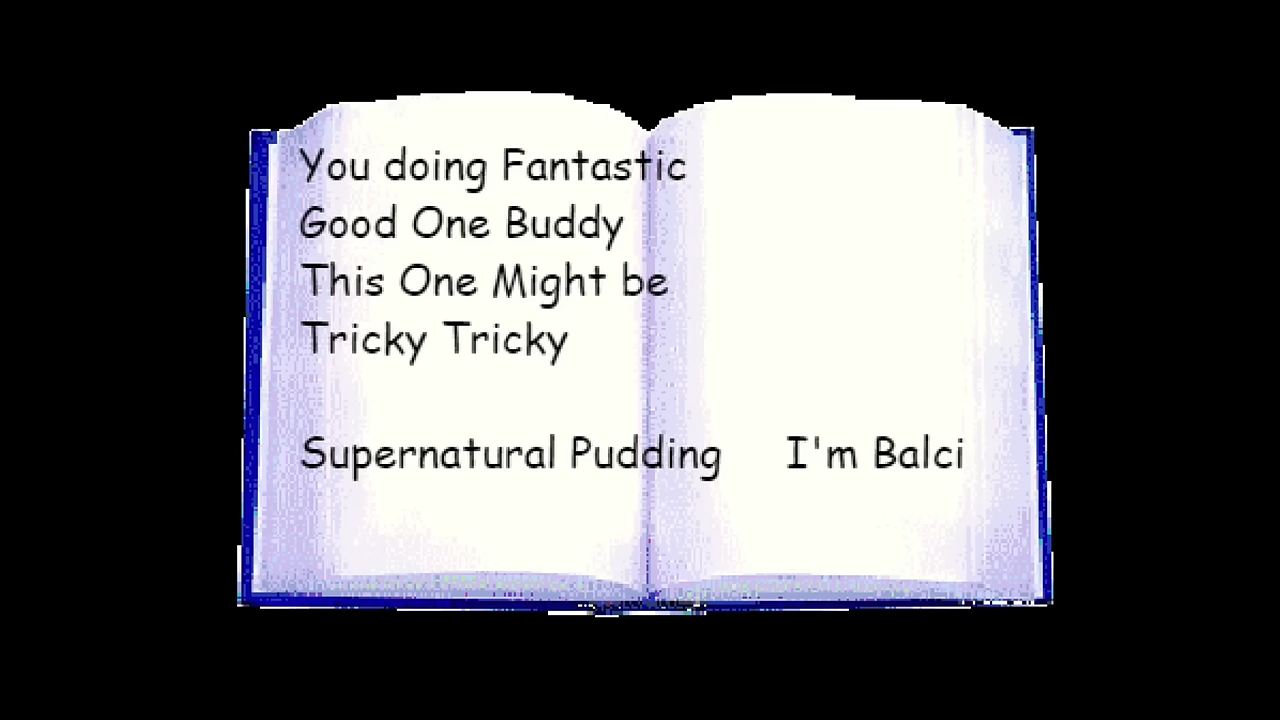 You doing Fantastic
Good One Buddy
This One Might be
Tricky Tricky
Supernatural Pudding I'm Balci